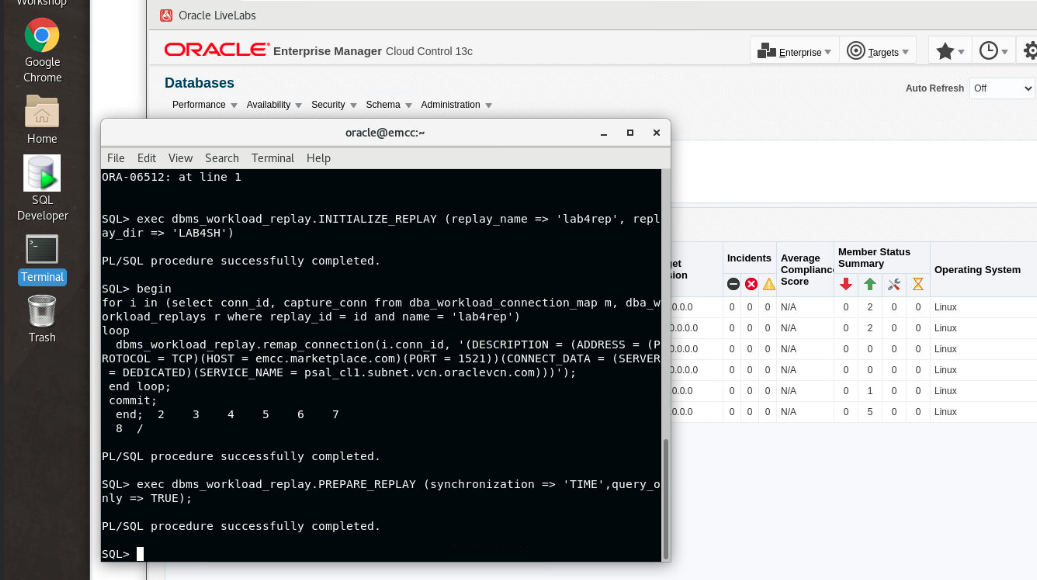 Workshop
Google
Chrome
Home
SQL
Developer
Terminal
Trash
Oracle LiveLabs
ORACLE Enterprise Manager Cloud Control 13c
Enterprise
Targets
Databases
Auto Refresh
Off
Performance Availability Security Schema Administration
oracle@emcc:~
File Edit View Search Terminal Help
ORA-06512: at line 1
SQL> exec dbms_workload_replay.INITIALIZE_REPLAY (replay_name => 'lab4rep', repl
ay_dir => 'LAB4SH')
PL/SQL procedure successfully completed.
SQL> begin
for i in (select conn_id, capture_conn from dba_workload_connection_map m, dba_w
orkload_replays r where replay_id = id and name = 'lab4rep')
loop
dbms_workload_replay.remap_connection(i.conn_id, '(DESCRIPTION = (ADDRESS = (P
ROTOCOL = TCP)(HOST = emcc.marketplace.com)(PORT = 1521))(CONNECT_DATA = (SERVER
= DEDICATED)(SERVICE_NAME = psal_cl1.subnet.vcn.oraclevcn.com)))');
end loop;
commit;
end; 2 3 4 5 6 7
8 /
PL/SQL procedure successfully completed.
SQL> exec dbms_workload_replay.PREPARE_REPLAY (synchronization => 'TIME',query_o
nly => TRUE);
PL/SQL procedure successfully completed.
SQL>
Incidents
Average
Compliance
Score
Member Status
Summary
Operating System
.0.0 0 0 0 N/A 0 2 0 0 Linux
0.0.0.0 0 0 0 N/A 0 2 0 0 Linux
0.0.0.0 0 0 0 N/A 0 0 0 0 Linux
0.0.0.0 0 0 0 N/A 0 0 0 0 Linux
.0.0 0 0 0 N/A 0 1 0 0 Linux
.0.0 0 0 0 N/A 0 5 0 0 Linux